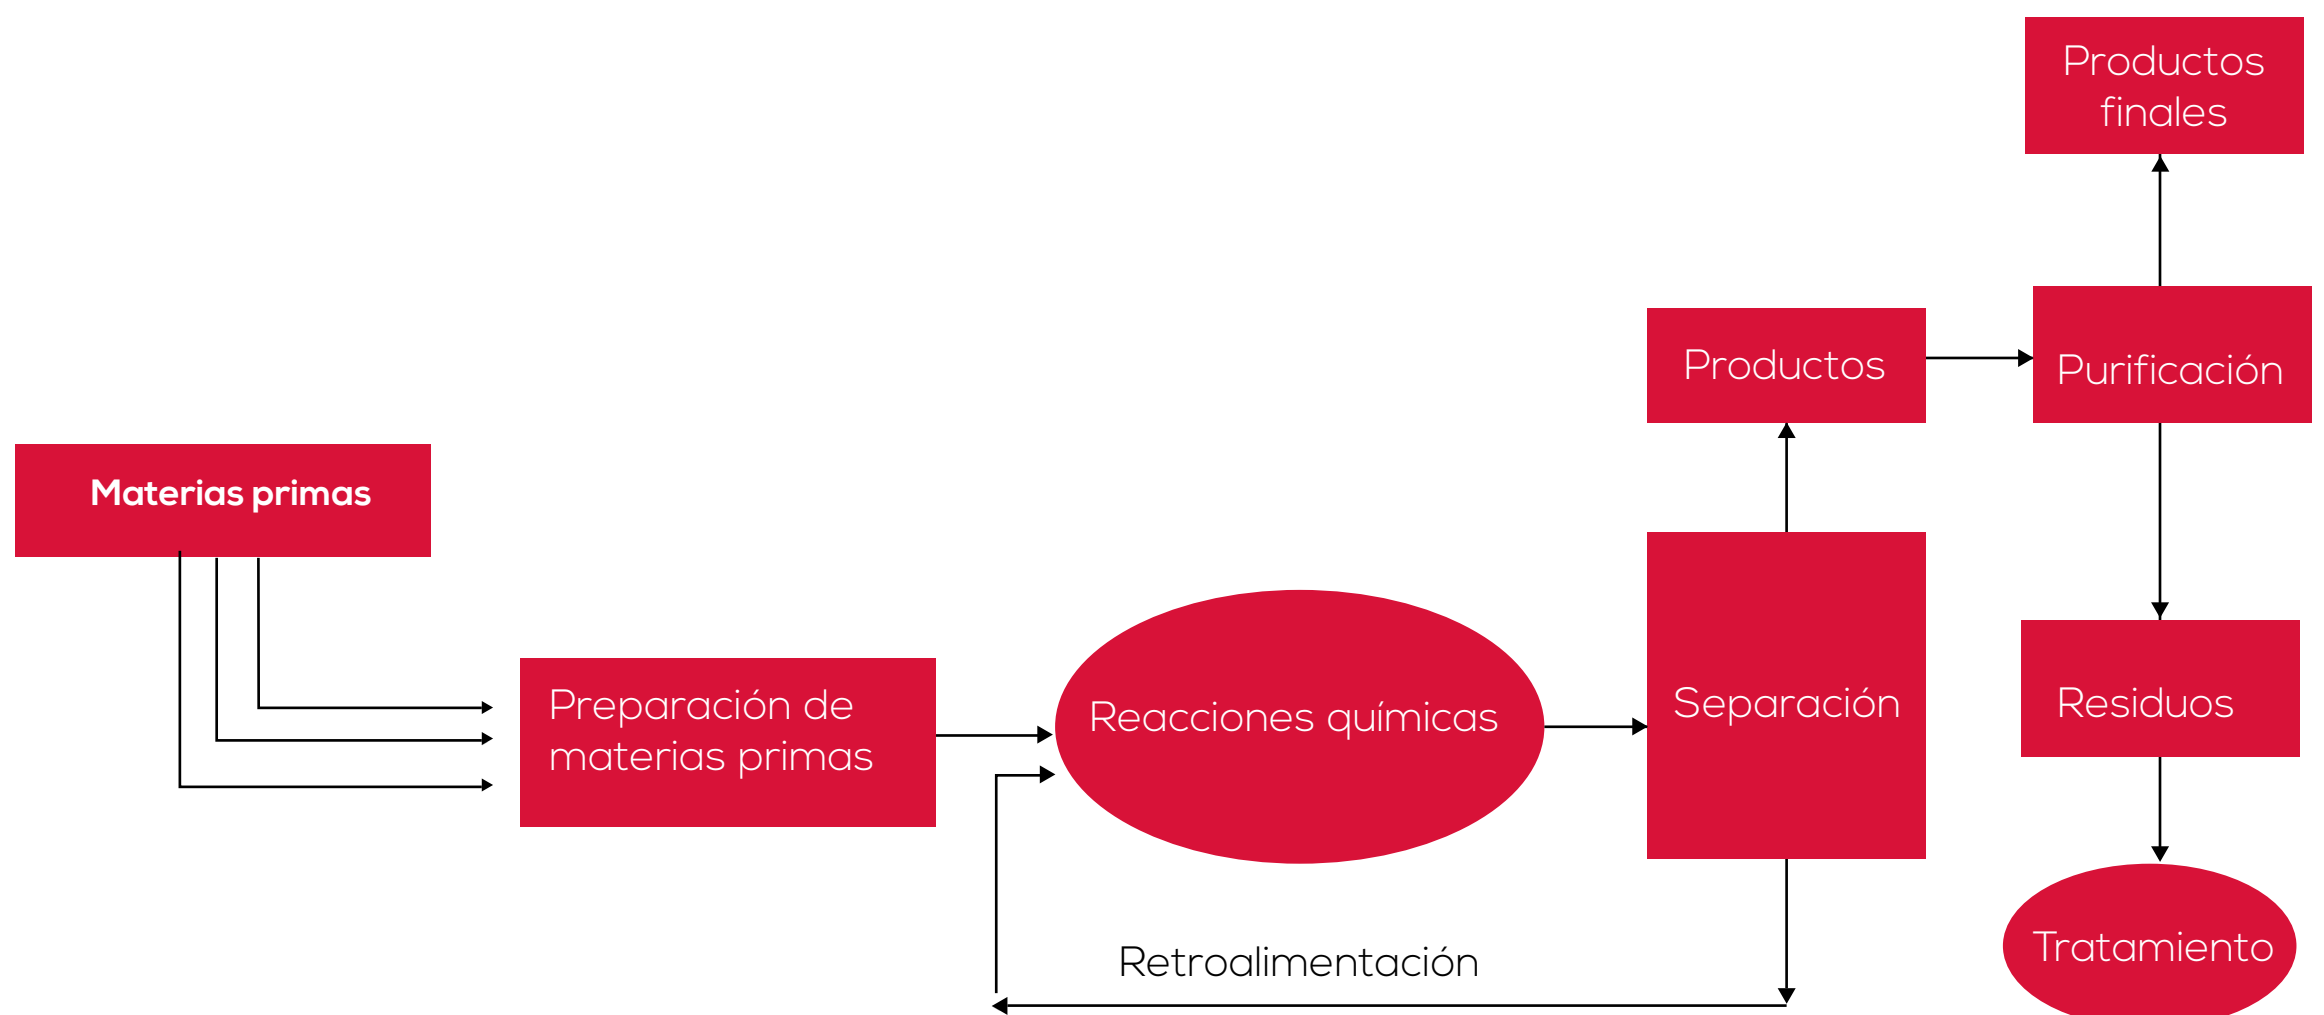 Materias primas
Preparación de
materias primas
Reacciones químicas
Retroalimentación
Separación
Productos
Purificación
Productos
finales
Residuos
Tratamiento